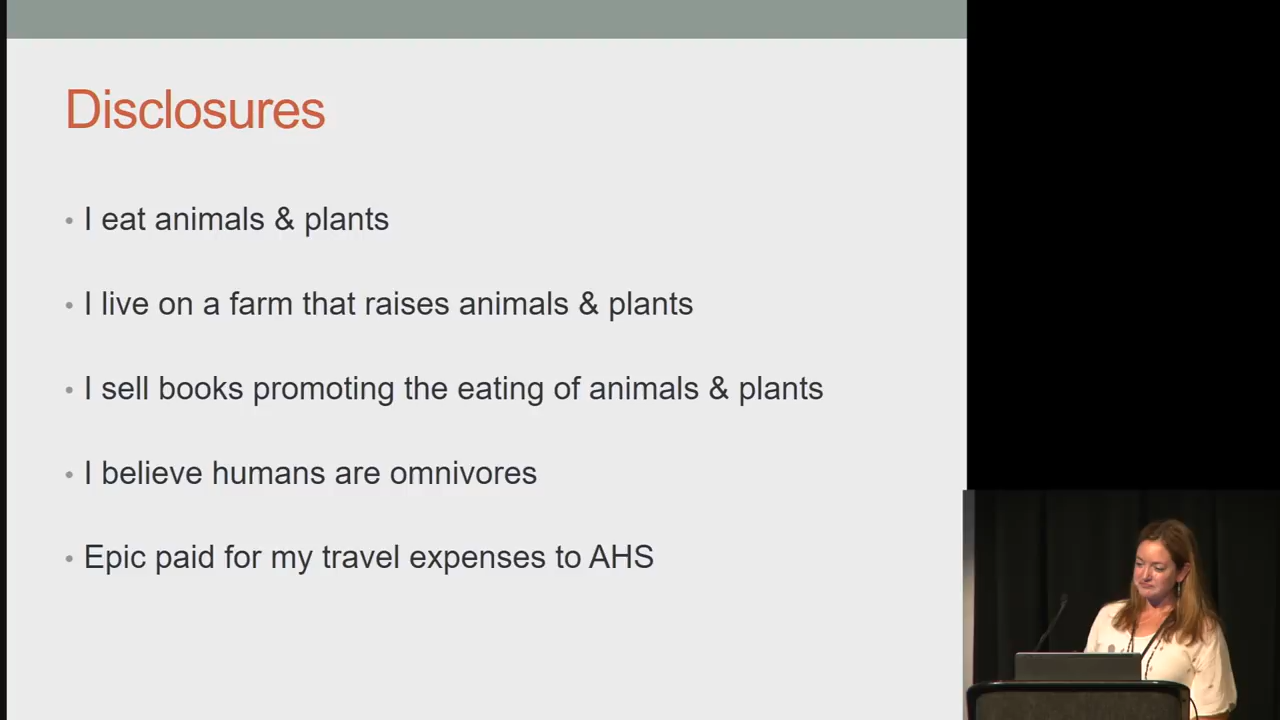 Disclosures
• I eat animals & plants
• I live on a farm that raises animals & plants
• I sell books promoting the eating of animals & plants
• I believe humans are omnivores
• Epic paid for my travel expenses to AHS